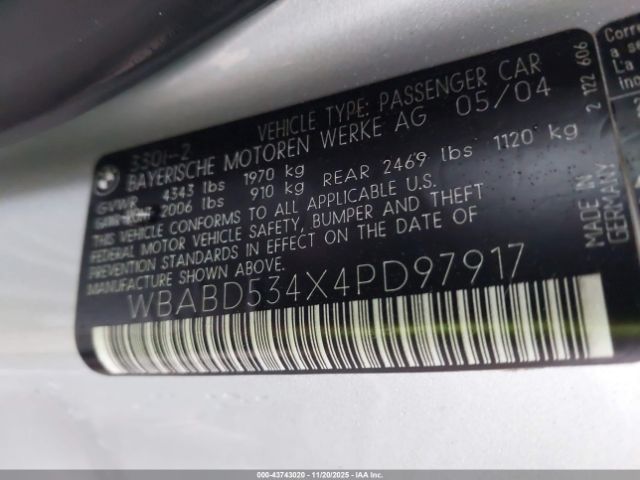 330i-2 VEHICLE TYPE: PASSENGER CAR
BAYERISCHE MOTOREN WERKE AG 05/04
GVWR 4343 lbs 1970 kg
2006 lbs 910 kg REAR 2469 lbs 1120 kg
THIS VEHICLE CONFORMS TO ALL APPLICABLE U.S.
FEDERAL MOTOR VEHICLE SAFETY, BUMPER AND THEFT
PREVENTION STANDARDS IN EFFECT ON THE DATE OF
MANUFACTURE SHOWN ABOVE.
WBABD534X4PD97917
MADE IN
GERMANY
2 122 606
Corre
a s
L'a
000-43743020 - 11/20/2025 - IAAI.com